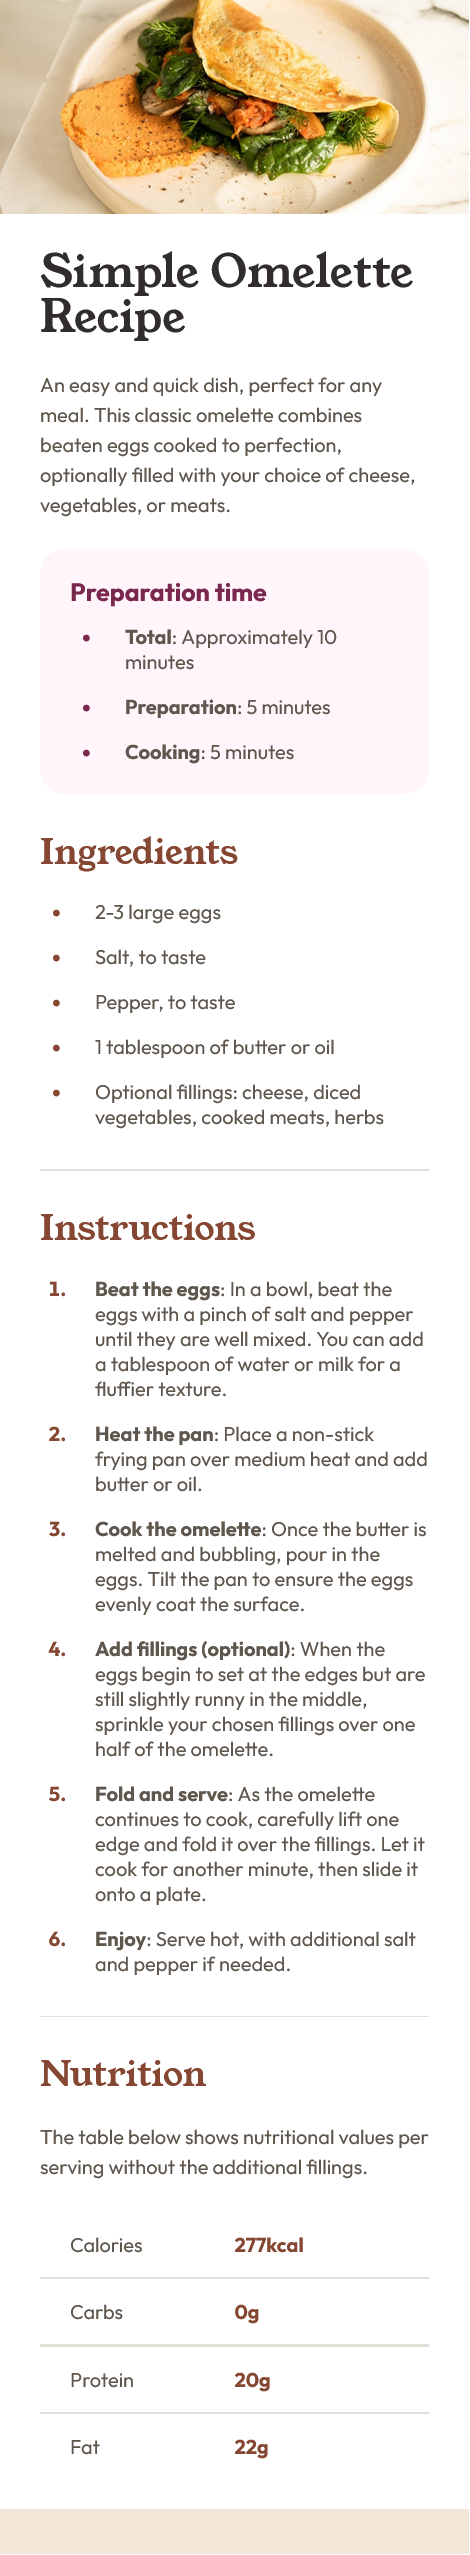 Simple Omelette
Recipe
An easy and quick dish, perfect for any
meal. This classic omelette combines
beaten eggs cooked to perfection,
optionally filled with your choice of cheese,
vegetables, or meats.
Preparation time
• Total: Approximately 10
minutes
• Preparation: 5 minutes
• Cooking: 5 minutes
Ingredients
• 2-3 large eggs
• Salt, to taste
• Pepper, to taste
• 1 tablespoon of butter or oil
• Optional fillings: cheese, diced
vegetables, cooked meats, herbs
Instructions
1. Beat the eggs: In a bowl, beat the
eggs with a pinch of salt and pepper
until they are well mixed. You can add
a tablespoon of water or milk for a
fluffier texture.
2. Heat the pan: Place a non-stick
frying pan over medium heat and add
butter or oil.
3. Cook the omelette: Once the butter is
melted and bubbling, pour in the
eggs. Tilt the pan to ensure the eggs
evenly coat the surface.
4. Add fillings (optional): When the
eggs begin to set at the edges but are
still slightly runny in the middle,
sprinkle your chosen fillings over one
half of the omelette.
5. Fold and serve: As the omelette
continues to cook, carefully lift one
edge and fold it over the fillings. Let it
cook for another minute, then slide it
onto a plate.
6. Enjoy: Serve hot, with additional salt
and pepper if needed.
Nutrition
The table below shows nutritional values per
serving without the additional fillings.
Calories 277kcal
Carbs 0g
Protein 20g
Fat 22g